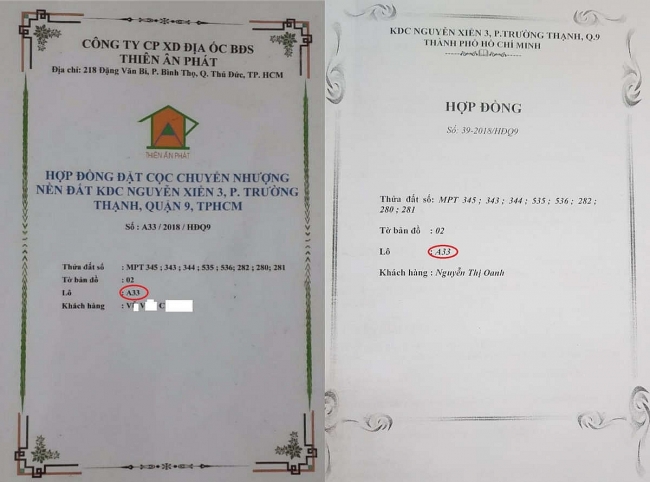 CÔNG TY CP XD ĐỊA ỐC BĐS
THIÊN ÂN PHÁT
Địa chỉ: 218 Đặng Văn Bi, P. Bình Thọ, Q. Thủ Đức, TP. HCM
THIEN AN PHAT
HỢP ĐỒNG ĐẶT CỌC CHUYỂN NHƯỢNG
NỀN ĐẤT KDC NGUYỄN XIỂN 3, P. TRƯỜNG
THẠNH, QUẬN 9, TPHCM
Số : A33 / 2018 / HĐQ9
Thửa đất số : MPT 345 ; 343 ; 344 ; 535 ; 536; 282 ; 280; 281
Tờ bản đồ : 02
Lô : A33
Khách hàng : V V C
KDC NGUYỄN XIỂN 3, P.TRƯỜNG THẠNH, Q.9
THÀNH PHỐ HỒ CHÍ MINH
HỢP ĐỒNG
Số: 39-2018/HĐQ9
Thửa đất số: MPT 345 ; 343 ; 344 ; 535 ; 536 ; 282 ;
280 ; 281
Tờ bản đồ : 02
Lô : A33
Khách hàng : Nguyễn Thị Oanh